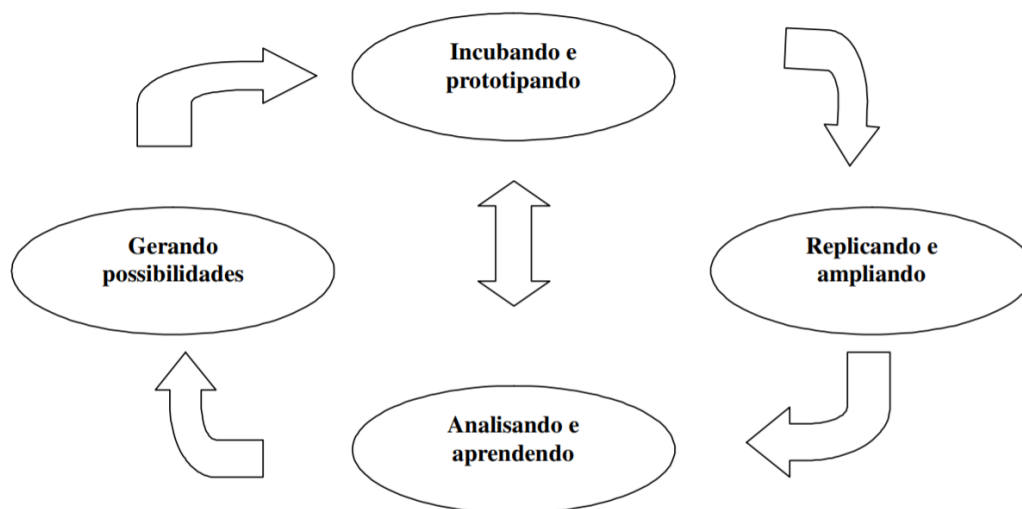 Incubando e
prototipando
Gerando
possibilidades
Replicando e
ampliando
Analisando e
aprendendo